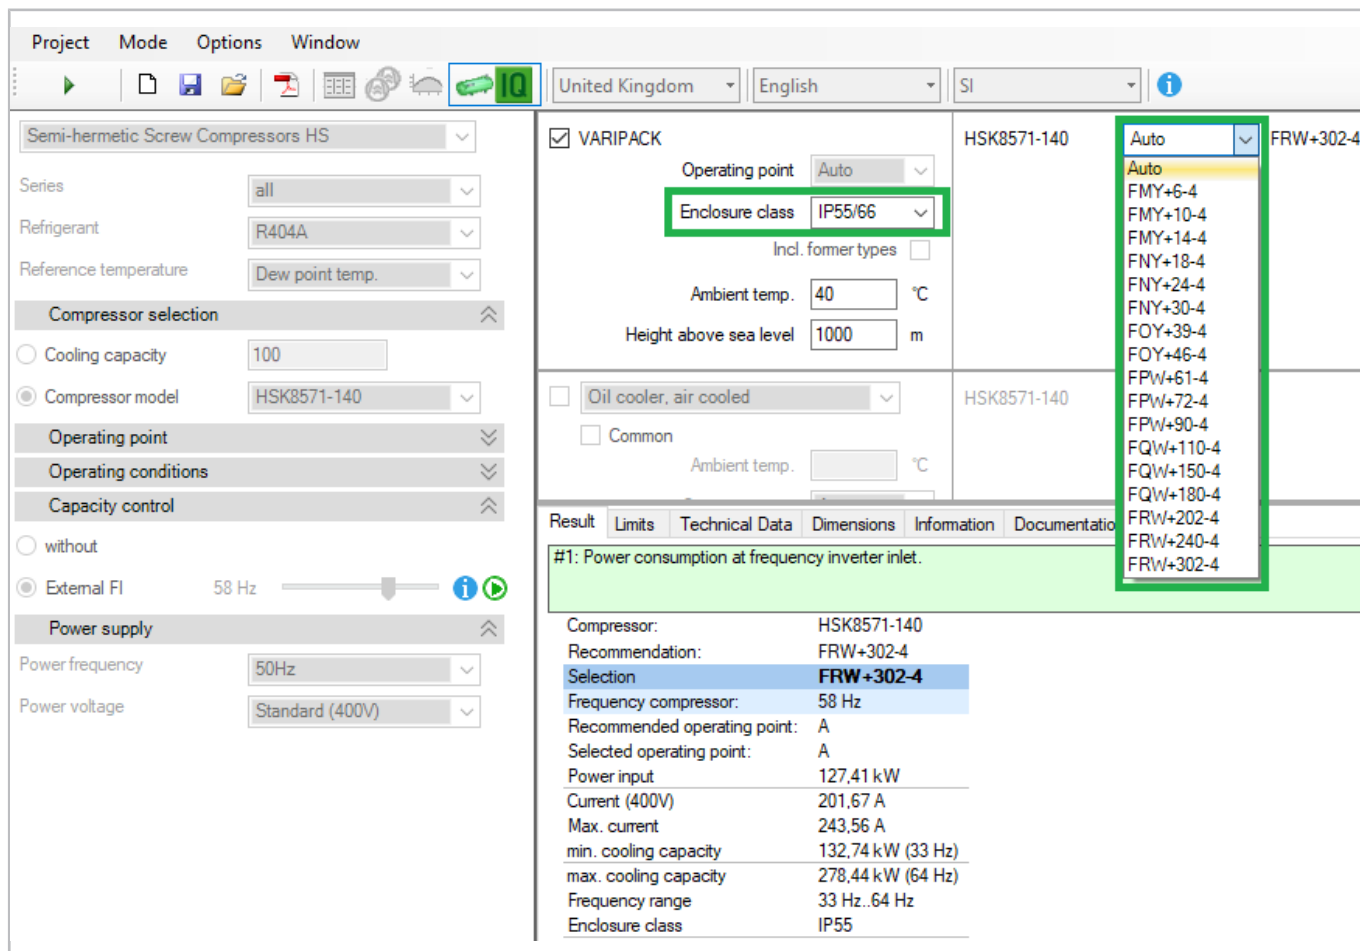 Project Mode Options Window
IQ United Kingdom English SI i
Semi-hermetic Screw Compressors HS
Series all
Refrigerant R404A
Reference temperature Dew point temp.
Compressor selection
Cooling capacity 100
Compressor model HSK8571-140
Operating point
Operating conditions
Capacity control
without
External FI 58 Hz i
Power supply
Power frequency 50Hz
Power voltage Standard (400V)
VARIPACK
Operating point Auto
Enclosure class IP55/66
Incl. former types
Ambient temp. 40 °C
Height above sea level 1000 m
HSK8571-140 Auto FRW+302-4
Auto
FMY+6-4
FMY+10-4
FMY+14-4
FNY+18-4
FNY+24-4
FNY+30-4
FOY+39-4
FOY+46-4
FPW+61-4
FPW+72-4
FPW+90-4
FQW+110-4
FQW+150-4
FQW+180-4
FRW+202-4
FRW+240-4
FRW+302-4
Oil cooler, air cooled HSK8571-140
Common
Ambient temp. °C
Result Limits Technical Data Dimensions Information Documentatio
#1: Power consumption at frequency inverter inlet.
Compressor: HSK8571-140
Recommendation: FRW+302-4
Selection FRW+302-4
Frequency compressor: 58 Hz
Recommended operating point: A
Selected operating point: A
Power input 127,41 kW
Current (400V) 201,67 A
Max. current 243,56 A
min. cooling capacity 132,74 kW (33 Hz)
max. cooling capacity 278,44 kW (64 Hz)
Frequency range 33 Hz..64 Hz
Enclosure class IP55